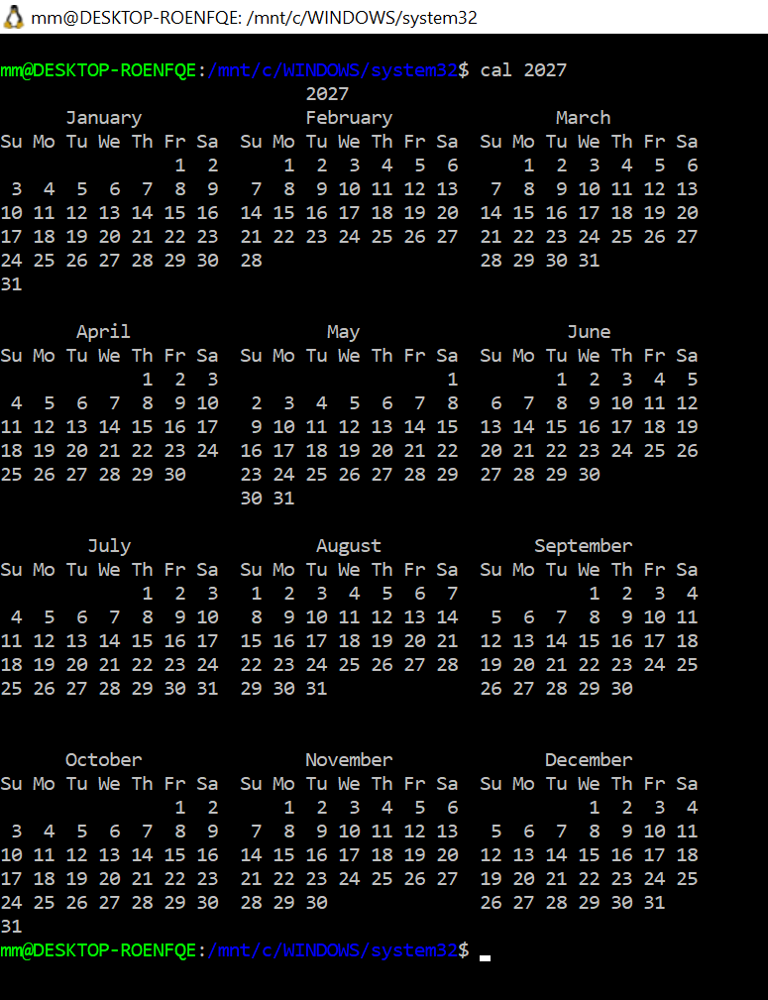 mm@DESKTOP-ROENFQE: /mnt/c/WINDOWS/system32
mm@DESKTOP-ROENFQE:/mnt/c/WINDOWS/system32$ cal 2027
                            2027
      January               February               March
Su Mo Tu We Th Fr Sa  Su Mo Tu We Th Fr Sa  Su Mo Tu We Th Fr Sa
                1  2      1  2  3  4  5  6      1  2  3  4  5  6
 3  4  5  6  7  8  9   7  8  9 10 11 12 13   7  8  9 10 11 12 13
10 11 12 13 14 15 16  14 15 16 17 18 19 20  14 15 16 17 18 19 20
17 18 19 20 21 22 23  21 22 23 24 25 26 27  21 22 23 24 25 26 27
24 25 26 27 28 29 30  28                    28 29 30 31
31
       April                  May                   June
Su Mo Tu We Th Fr Sa  Su Mo Tu We Th Fr Sa  Su Mo Tu We Th Fr Sa
             1  2  3                     1         1  2  3  4  5
 4  5  6  7  8  9 10   2  3  4  5  6  7  8   6  7  8  9 10 11 12
11 12 13 14 15 16 17   9 10 11 12 13 14 15  13 14 15 16 17 18 19
18 19 20 21 22 23 24  16 17 18 19 20 21 22  20 21 22 23 24 25 26
25 26 27 28 29 30     23 24 25 26 27 28 29  27 28 29 30
                      30 31
        July                 August              September
Su Mo Tu We Th Fr Sa  Su Mo Tu We Th Fr Sa  Su Mo Tu We Th Fr Sa
             1  2  3   1  2  3  4  5  6  7            1  2  3  4
 4  5  6  7  8  9 10   8  9 10 11 12 13 14   5  6  7  8  9 10 11
11 12 13 14 15 16 17  15 16 17 18 19 20 21  12 13 14 15 16 17 18
18 19 20 21 22 23 24  22 23 24 25 26 27 28  19 20 21 22 23 24 25
25 26 27 28 29 30 31  29 30 31              26 27 28 29 30
      October               November              December
Su Mo Tu We Th Fr Sa  Su Mo Tu We Th Fr Sa  Su Mo Tu We Th Fr Sa
                1  2      1  2  3  4  5  6            1  2  3  4
 3  4  5  6  7  8  9   7  8  9 10 11 12 13   5  6  7  8  9 10 11
10 11 12 13 14 15 16  14 15 16 17 18 19 20  12 13 14 15 16 17 18
17 18 19 20 21 22 23  21 22 23 24 25 26 27  19 20 21 22 23 24 25
24 25 26 27 28 29 30  28 29 30              26 27 28 29 30 31
31
mm@DESKTOP-ROENFQE:/mnt/c/WINDOWS/system32$